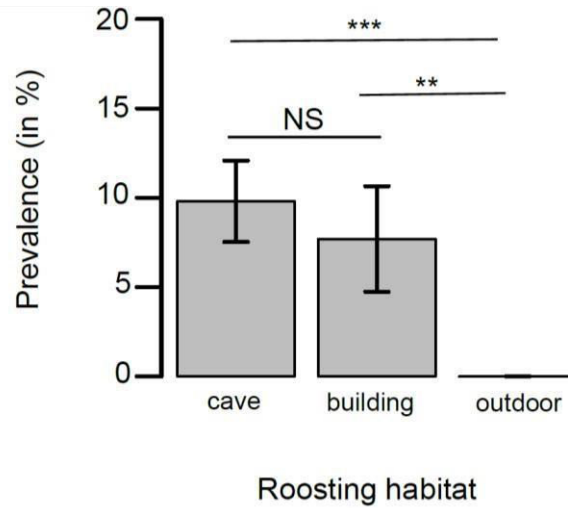 20
15
10
5
0
Prevalence (in %)
***
**
NS
cave building outdoor
Roosting habitat